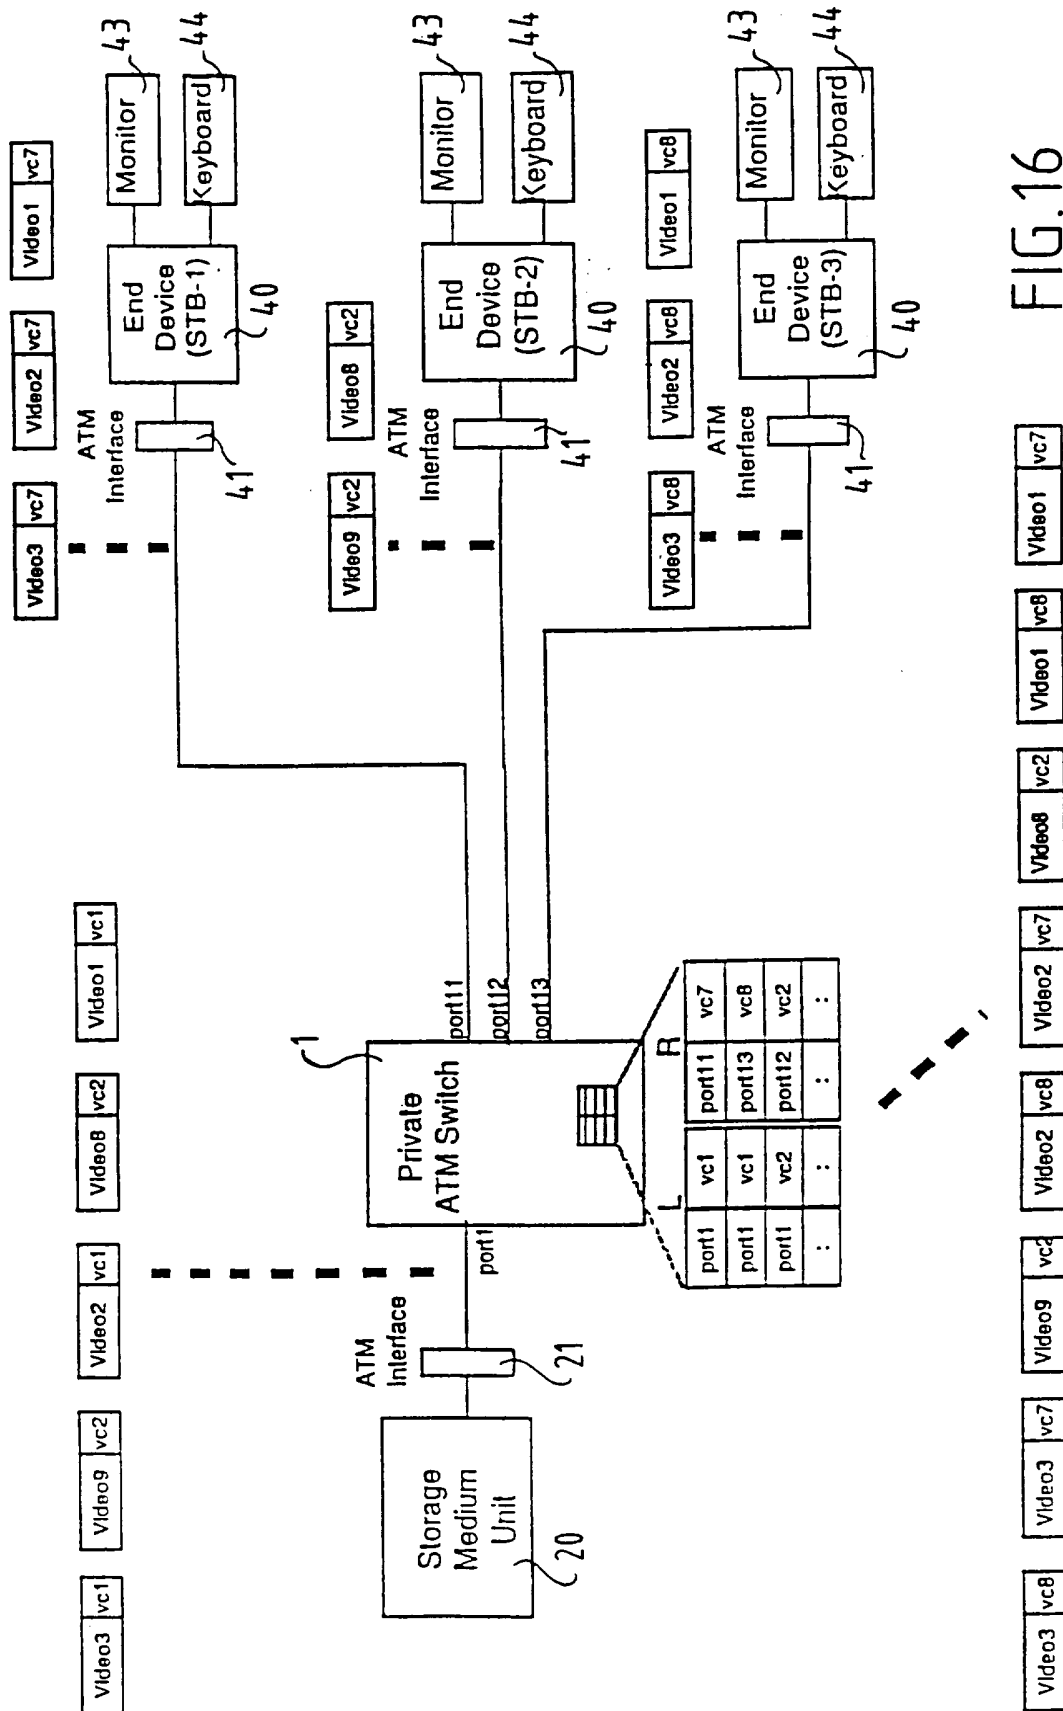 Video3 vc1
Video9 vc2
Video2 vc1
Video8 vc2
Video1 vc1
Video3 vc7
Video2 vc7
Video1 vc7
Storage
Medium
Unit
20
ATM
Interface
21
port1
Private
ATM Switch
1
port11
port12
port13
L
R
port1 vc1 port11 vc7
port1 vc1 port13 vc8
port1 vc2 port12 vc2
: : : :
ATM
Interface
41
End
Device
(STB-1)
40
Monitor
43
Keyboard
44
Video9 vc2
Video8 vc2
ATM
Interface
41
End
Device
(STB-2)
40
Monitor
43
Keyboard
44
Video3 vc8
Video2 vc8
Video1 vc8
ATM
Interface
41
End
Device
(STB-3)
40
Monitor
43
Keyboard
44
Video3 vc8
Video3 vc7
Video9 vc2
Video2 vc8
Video2 vc7
Video8 vc2
Video1 vc8
Video1 vc7
FIG.16